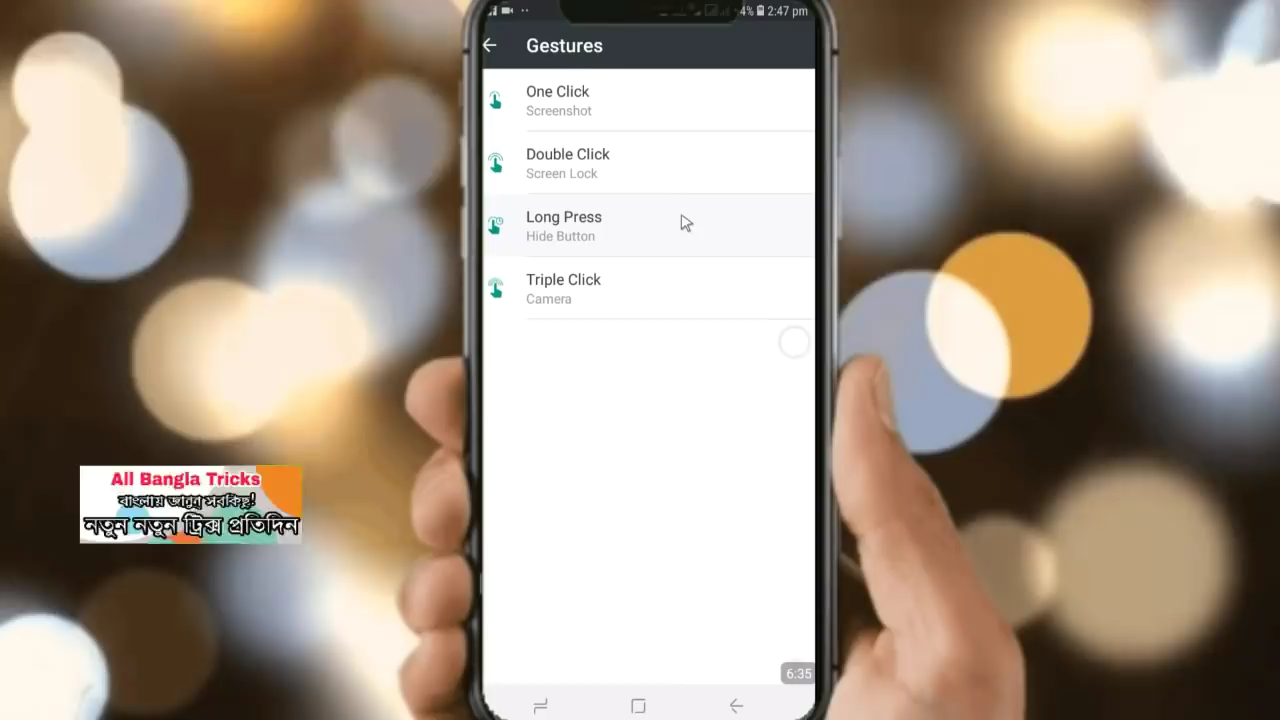 4% 2:47 pm
Gestures
One Click
Screenshot
Double Click
Screen Lock
Long Press
Hide Button
Triple Click
Camera
All Bangla Tricks
বাংলায় জানুন সবকিছু!
নতুন নতুন ট্রিক্স প্রতিদিন
6:35